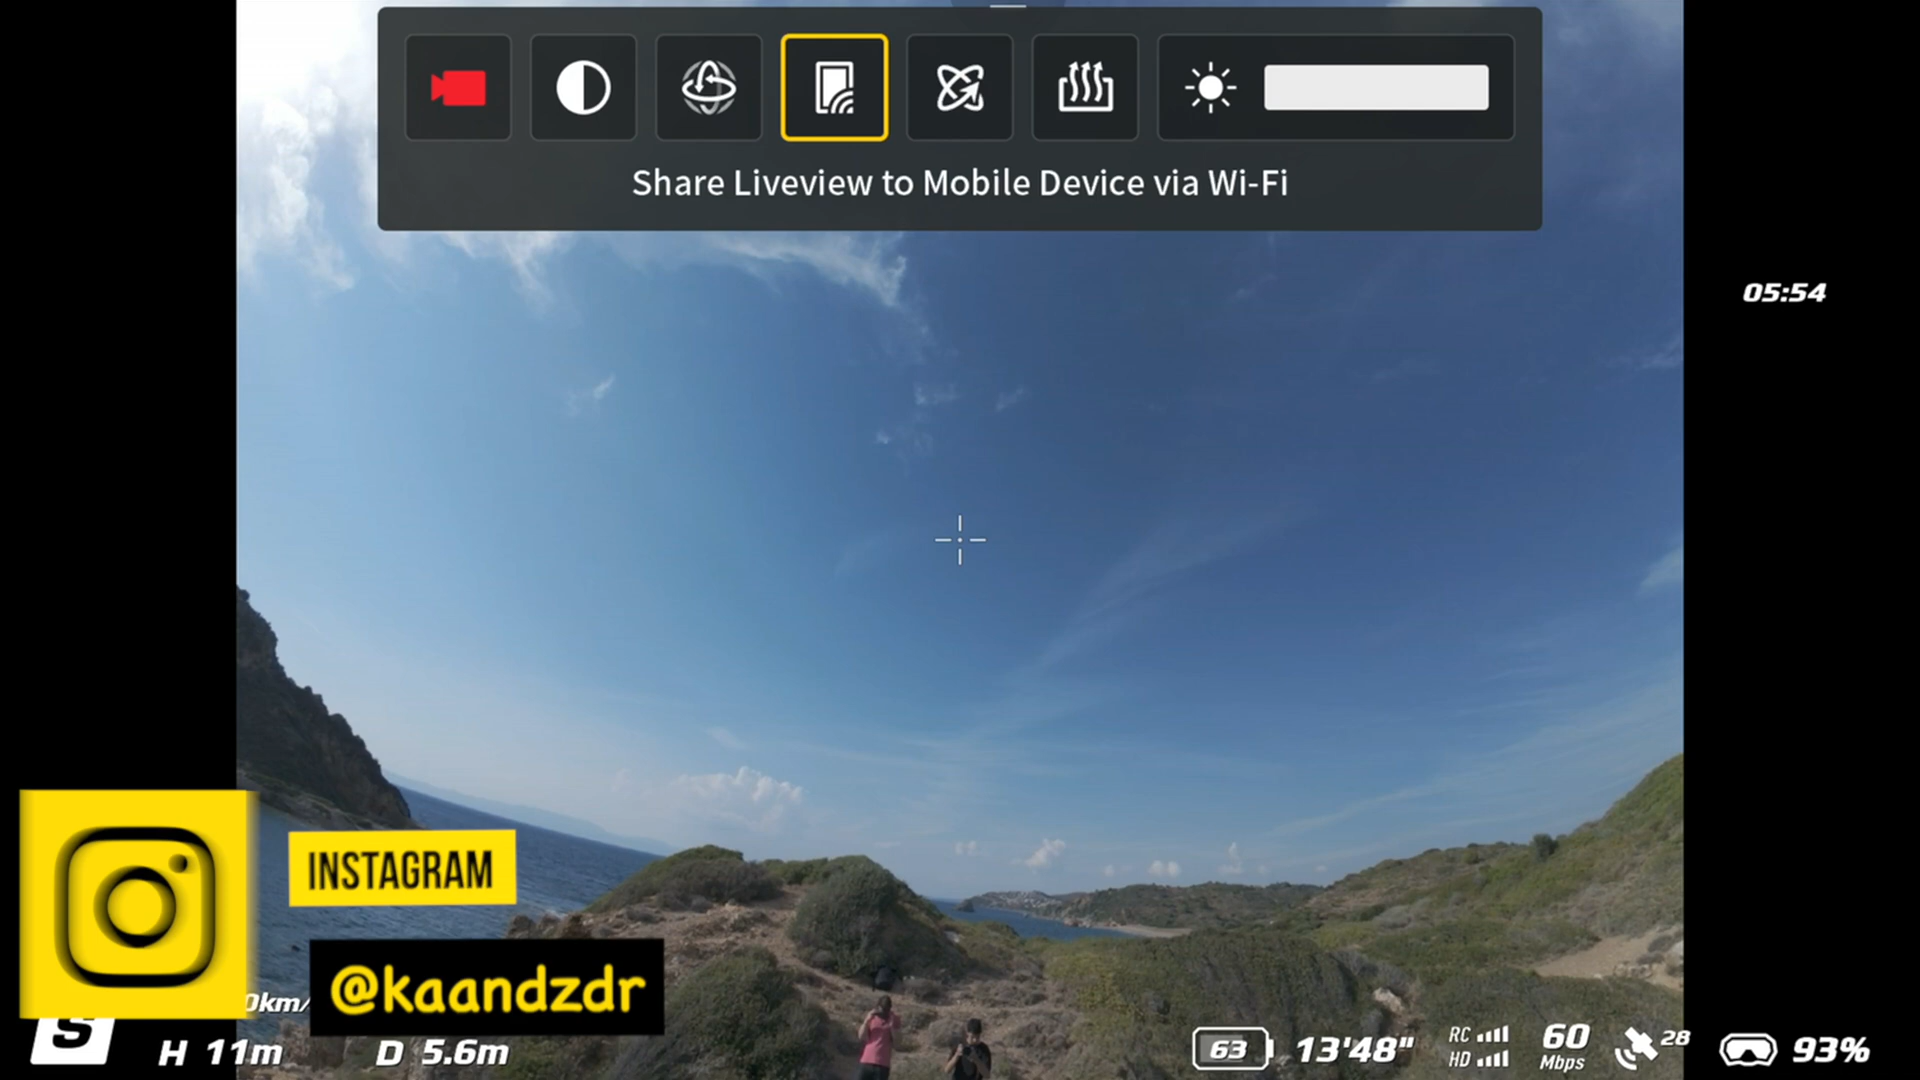 Share Liveview to Mobile Device via Wi-Fi
05:54
INSTAGRAM
@kaandzdr
0km/
S
H 11m
D 5.6m
63
13'48"
RC
HD
60
Mbps
28
93%